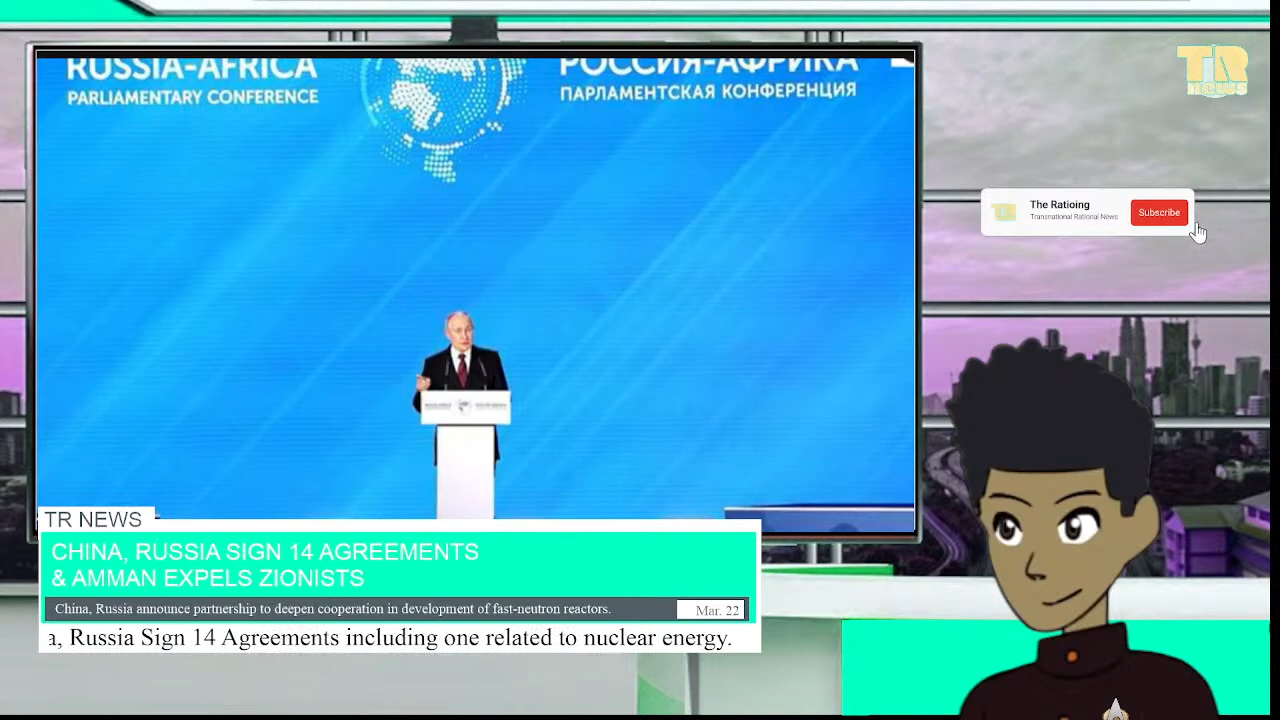 RUSSIA-AFRICA
PARLIAMENTARY CONFERENCE
РОССИЯ-АФРИКА
ПАРЛАМЕНТСКАЯ КОНФЕРЕНЦИЯ
TR
NEWS
The Ratioing
Transnational Rational News
Subscribe
TR NEWS
CHINA, RUSSIA SIGN 14 AGREEMENTS
& AMMAN EXPELS ZIONISTS
China, Russia announce partnership to deepen cooperation in development of fast-neutron reactors.
Mar. 22
a, Russia Sign 14 Agreements including one related to nuclear energy.